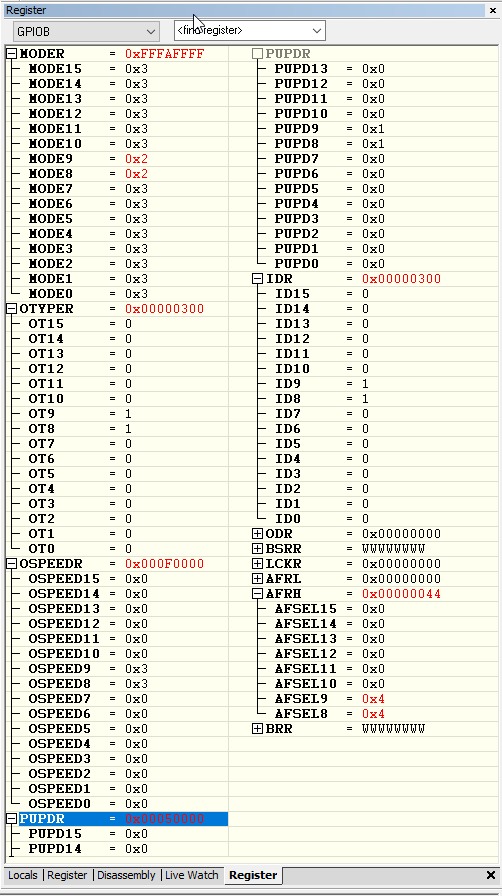 Register
GPIOB
<find register>
MODER = 0xFFFAFFFF
MODE15 = 0x3
MODE14 = 0x3
MODE13 = 0x3
MODE12 = 0x3
MODE11 = 0x3
MODE10 = 0x3
MODE9 = 0x2
MODE8 = 0x2
MODE7 = 0x3
MODE6 = 0x3
MODE5 = 0x3
MODE4 = 0x3
MODE3 = 0x3
MODE2 = 0x3
MODE1 = 0x3
MODE0 = 0x3
OTYPER = 0x00000300
OT15 = 0
OT14 = 0
OT13 = 0
OT12 = 0
OT11 = 0
OT10 = 0
OT9 = 1
OT8 = 1
OT7 = 0
OT6 = 0
OT5 = 0
OT4 = 0
OT3 = 0
OT2 = 0
OT1 = 0
OT0 = 0
OSPEEDR = 0x000F0000
OSPEED15 = 0x0
OSPEED14 = 0x0
OSPEED13 = 0x0
OSPEED12 = 0x0
OSPEED11 = 0x0
OSPEED10 = 0x0
OSPEED9 = 0x3
OSPEED8 = 0x3
OSPEED7 = 0x0
OSPEED6 = 0x0
OSPEED5 = 0x0
OSPEED4 = 0x0
OSPEED3 = 0x0
OSPEED2 = 0x0
OSPEED1 = 0x0
OSPEED0 = 0x0
PUPDR = 0x00050000
PUPD15 = 0x0
PUPD14 = 0x0
PUPDR
PUPD13 = 0x0
PUPD12 = 0x0
PUPD11 = 0x0
PUPD10 = 0x0
PUPD9 = 0x1
PUPD8 = 0x1
PUPD7 = 0x0
PUPD6 = 0x0
PUPD5 = 0x0
PUPD4 = 0x0
PUPD3 = 0x0
PUPD2 = 0x0
PUPD1 = 0x0
PUPD0 = 0x0
IDR = 0x00000300
ID15 = 0
ID14 = 0
ID13 = 0
ID12 = 0
ID11 = 0
ID10 = 0
ID9 = 1
ID8 = 1
ID7 = 0
ID6 = 0
ID5 = 0
ID4 = 0
ID3 = 0
ID2 = 0
ID1 = 0
ID0 = 0
ODR = 0x00000000
BSRR = WWWWWWWW
LCKR = 0x00000000
AFRL = 0x00000000
AFRH = 0x00000044
AFSEL15 = 0x0
AFSEL14 = 0x0
AFSEL13 = 0x0
AFSEL12 = 0x0
AFSEL11 = 0x0
AFSEL10 = 0x0
AFSEL9 = 0x4
AFSEL8 = 0x4
BRR = WWWWWWWW
Locals | Register | Disassembly | Live Watch | Register